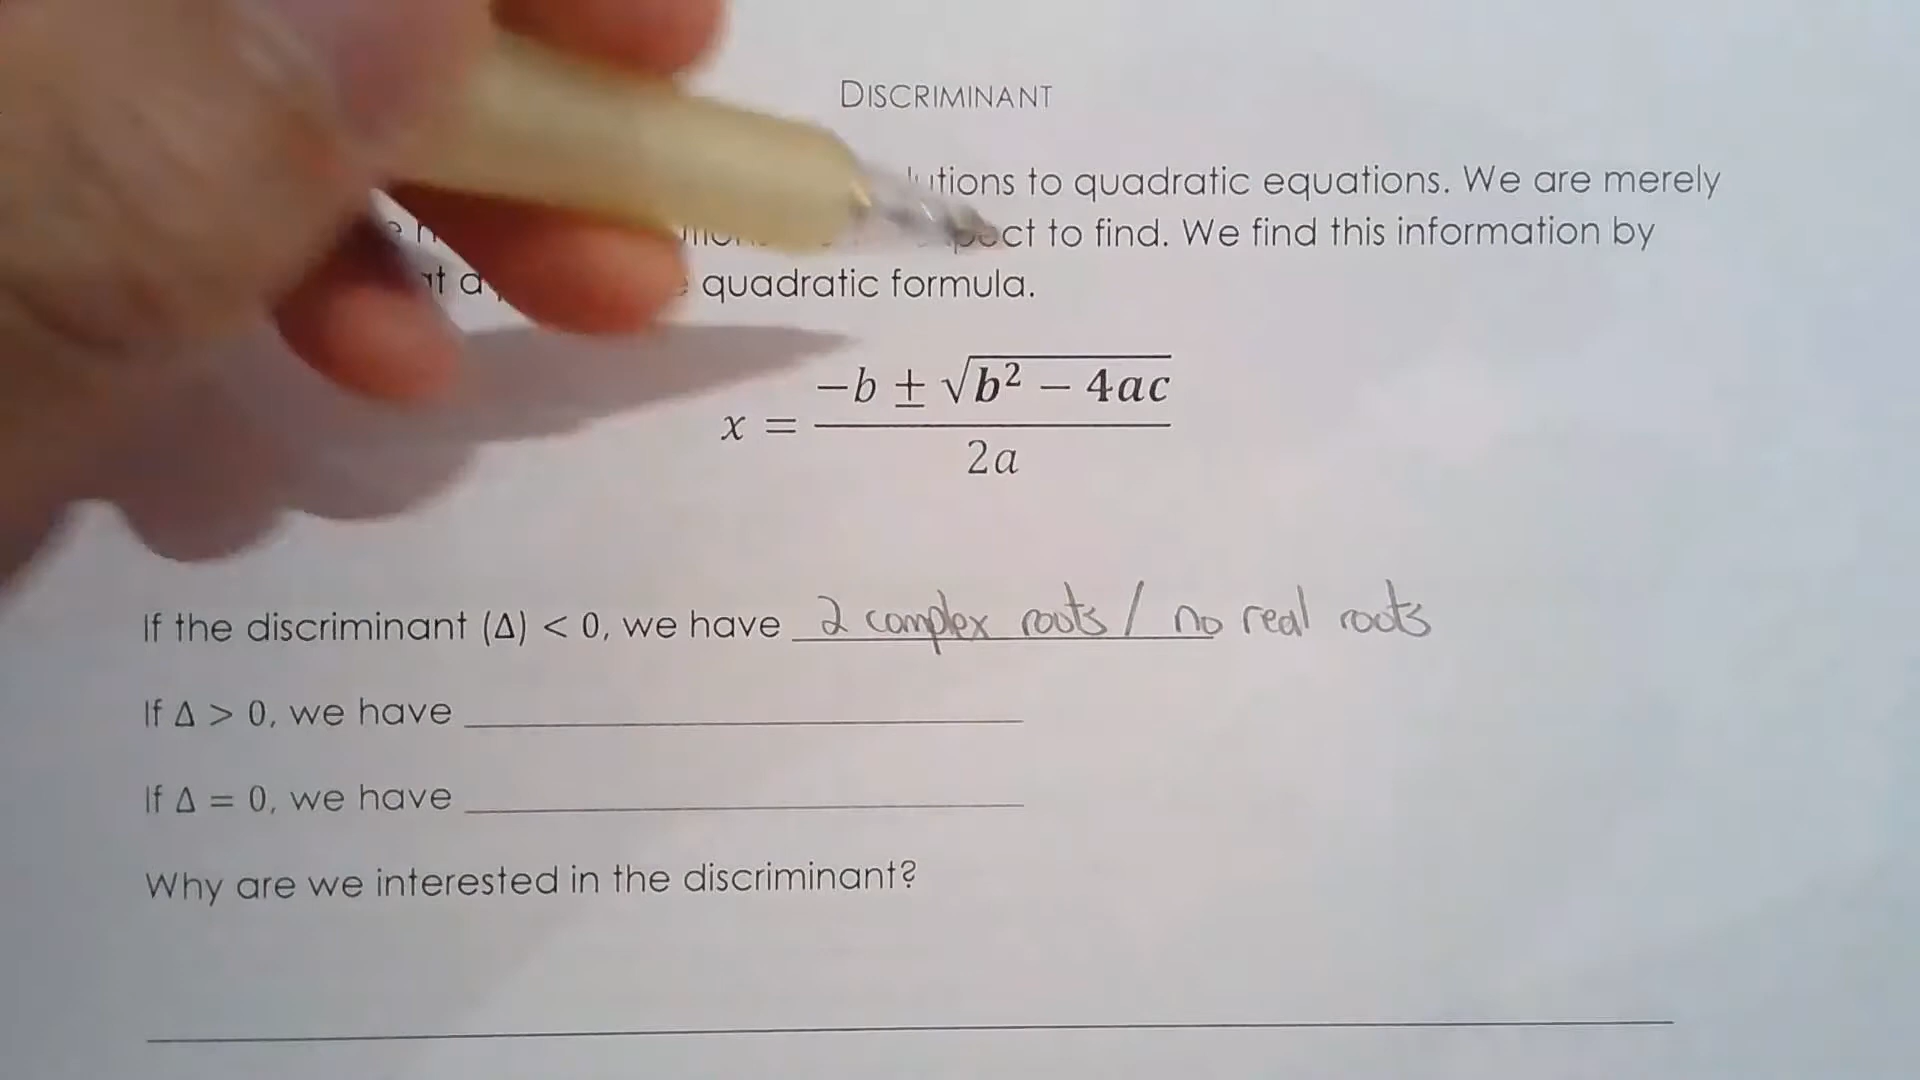 DISCRIMINANT
to quadratic equations. We are merely
to find. We find this information by
quadratic formula.
x = \frac{-b ± \sqrt{b² - 4ac}}{2a}
If the discriminant (Δ) < 0, we have 2 complex roots / no real roots
If Δ > 0, we have
If Δ = 0, we have
Why are we interested in the discriminant?